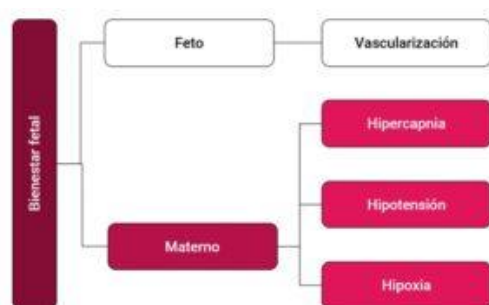 Bienestar fetal
Feto
Vascularización
Hipercapnia
Hipotensión
Materno
Hipoxia